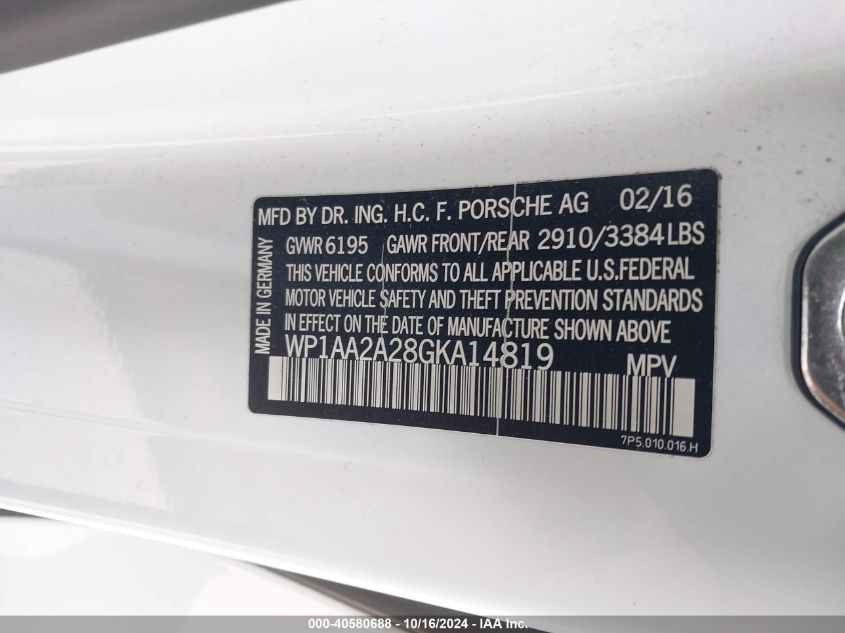 MFD BY DR. ING. H.C. F. PORSCHE AG 02/16
GVWR 6195 GAWR FRONT/REAR 2910/3384 LBS
THIS VEHICLE CONFORMS TO ALL APPLICABLE U.S.FEDERAL
MOTOR VEHICLE SAFETY AND THEFT PREVENTION STANDARDS
IN EFFECT ON THE DATE OF MANUFACTURE SHOWN ABOVE
WP1AA2A28GKA14819 MPV
7P5.010.016.H
MADE IN GERMANY
000-40580688 - 10/16/2024 - IAA Inc.